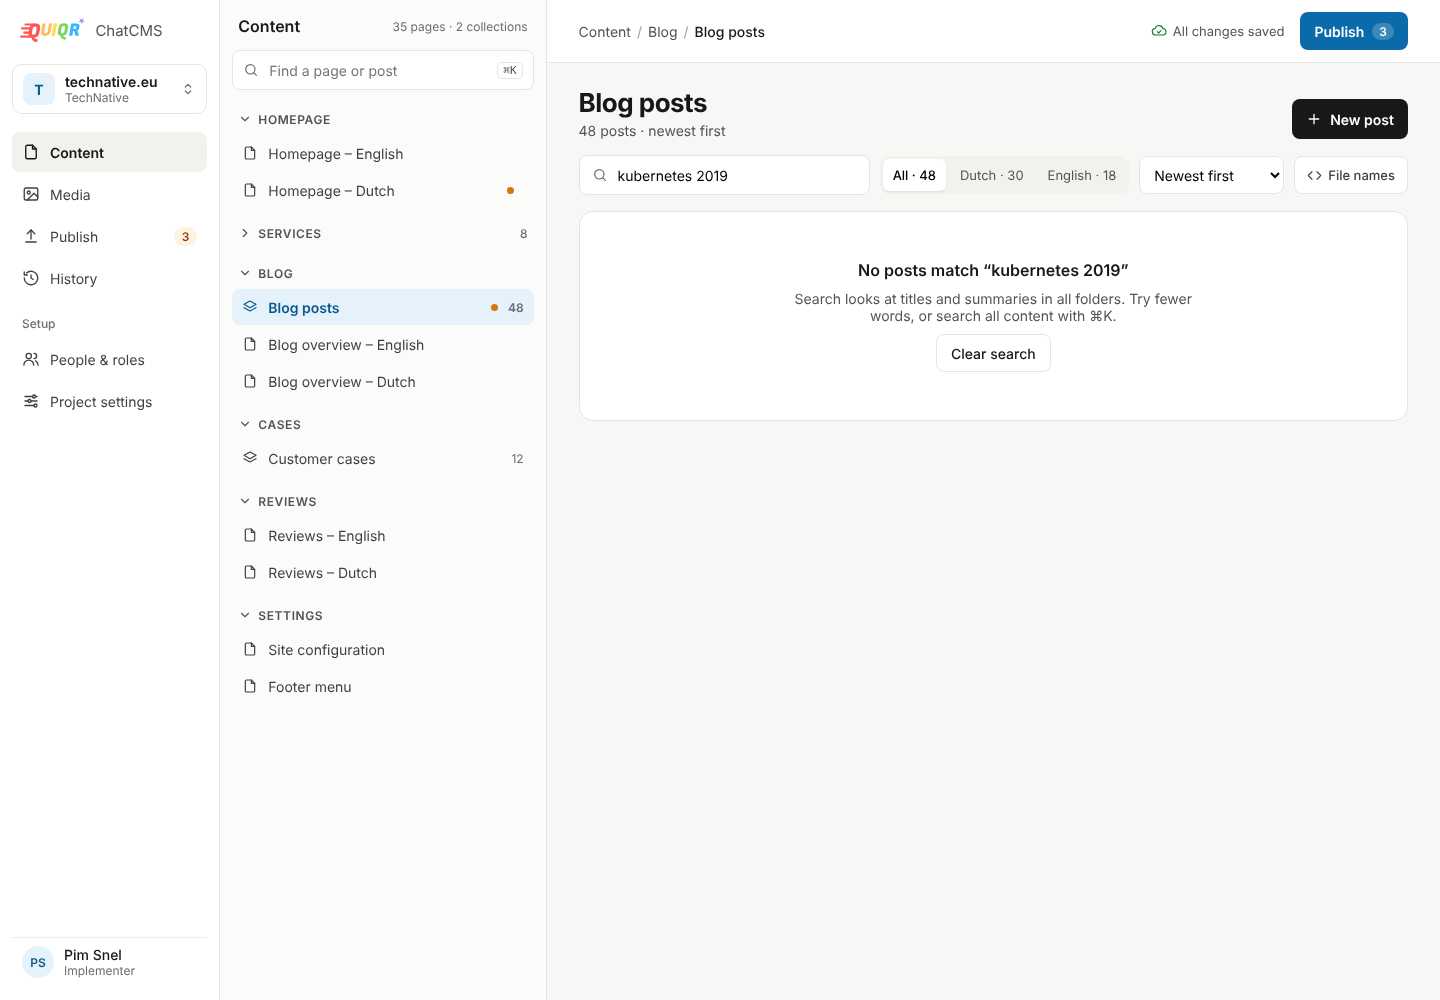 QUIQR ChatCMS
T
technative.eu
TechNative
Content
Media
Publish 3
History
Setup
People & roles
Project settings
PS
Pim Snel
Implementer
Content 35 pages · 2 collections
Find a page or post ⌘K
HOMEPAGE
Homepage – English
Homepage – Dutch
SERVICES 8
BLOG
Blog posts 48
Blog overview – English
Blog overview – Dutch
CASES
Customer cases 12
REVIEWS
Reviews – English
Reviews – Dutch
SETTINGS
Site configuration
Footer menu
Content / Blog / Blog posts All changes saved Publish 3
Blog posts
48 posts · newest first
New post
kubernetes 2019 All · 48 Dutch · 30 English · 18 Newest first File names
No posts match “kubernetes 2019”
Search looks at titles and summaries in all folders. Try fewer
words, or search all content with ⌘K.
Clear search